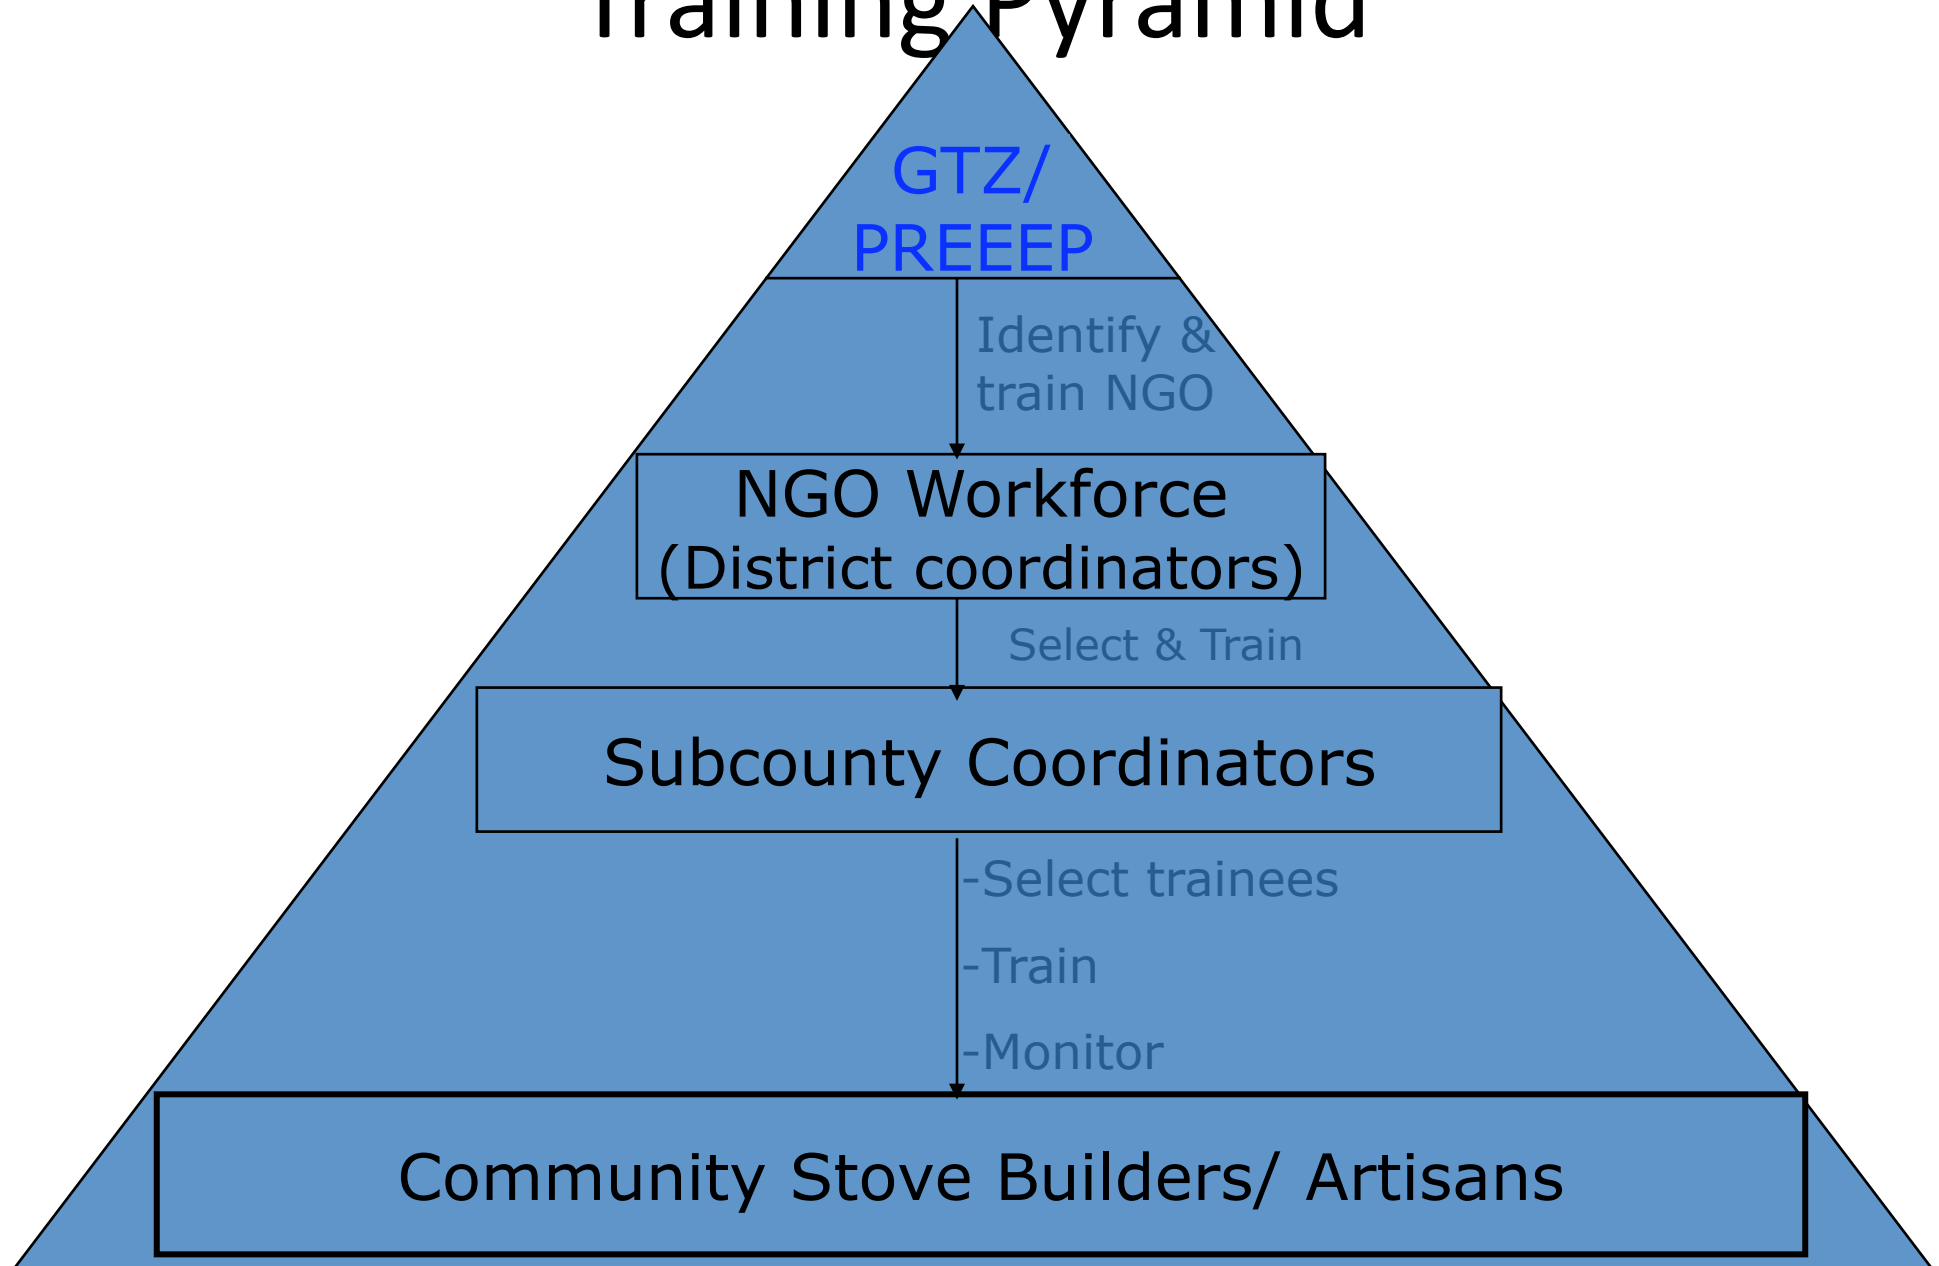 Training Pyramid
GTZ/
PREEEP
Identify &
train NGO
NGO Workforce
(District coordinators)
Select & Train
Subcounty Coordinators
-Select trainees
-Train
-Monitor
Community Stove Builders/ Artisans